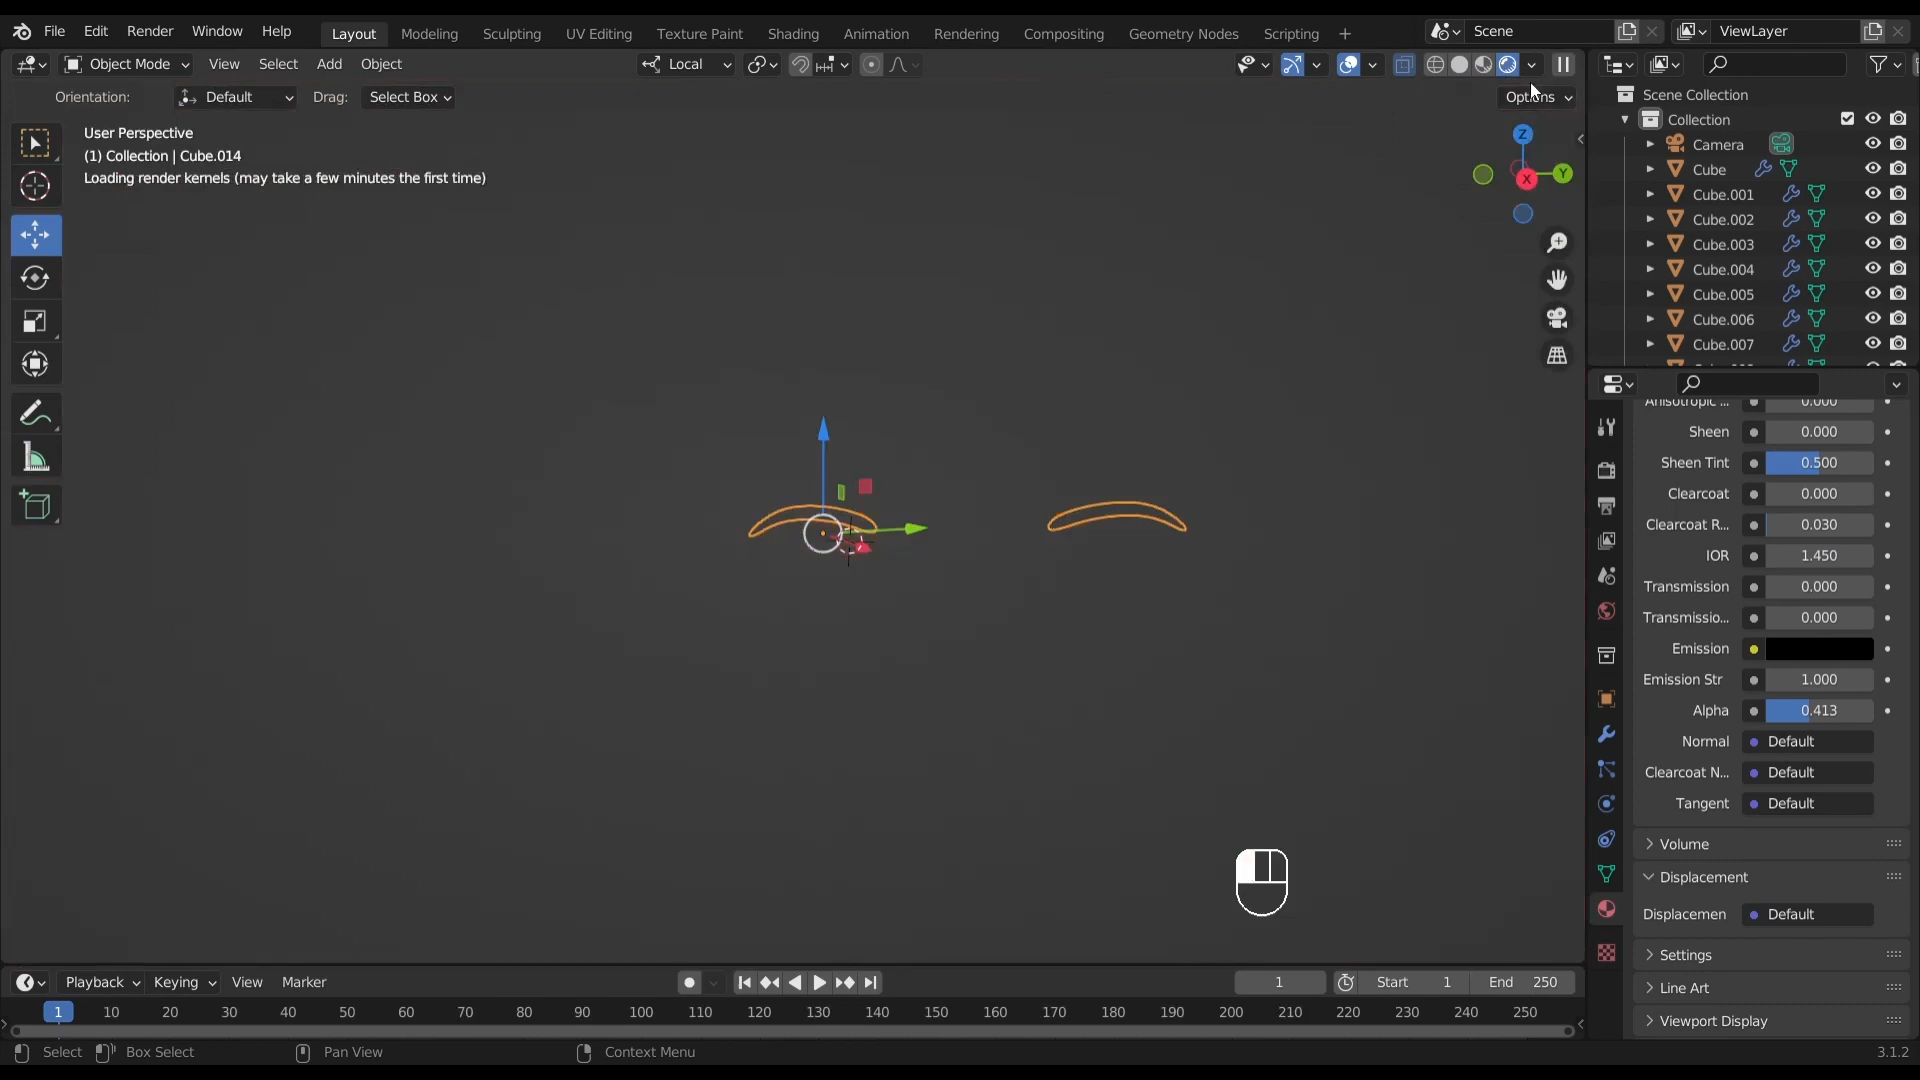 File Edit Render Window Help Layout Modeling Sculpting UV Editing Texture Paint Shading Animation Rendering Compositing Geometry Nodes Scripting + Scene ViewLayer
Object Mode View Select Add Object Local
Orientation: Default Drag: Select Box Options
User Perspective
(1) Collection | Cube.014
Loading render kernels (may take a few minutes the first time)
Z
Y
X
Scene Collection
Collection
Camera
Cube
Cube.001
Cube.002
Cube.003
Cube.004
Cube.005
Cube.006
Cube.007
Anisotropic ... 0.000
Sheen 0.000
Sheen Tint 0.500
Clearcoat 0.000
Clearcoat R... 0.030
IOR 1.450
Transmission 0.000
Transmissio... 0.000
Emission
Emission Str 1.000
Alpha 0.413
Normal Default
Clearcoat N... Default
Tangent Default
Volume
Displacement
Displacemen Default
Settings
Line Art
Viewport Display
Playback Keying View Marker 1 Start 1 End 250
1 10 20 30 40 50 60 70 80 90 100 110 120 130 140 150 160 170 180 190 200 210 220 230 240 250
Select Box Select Pan View Context Menu 3.1.2